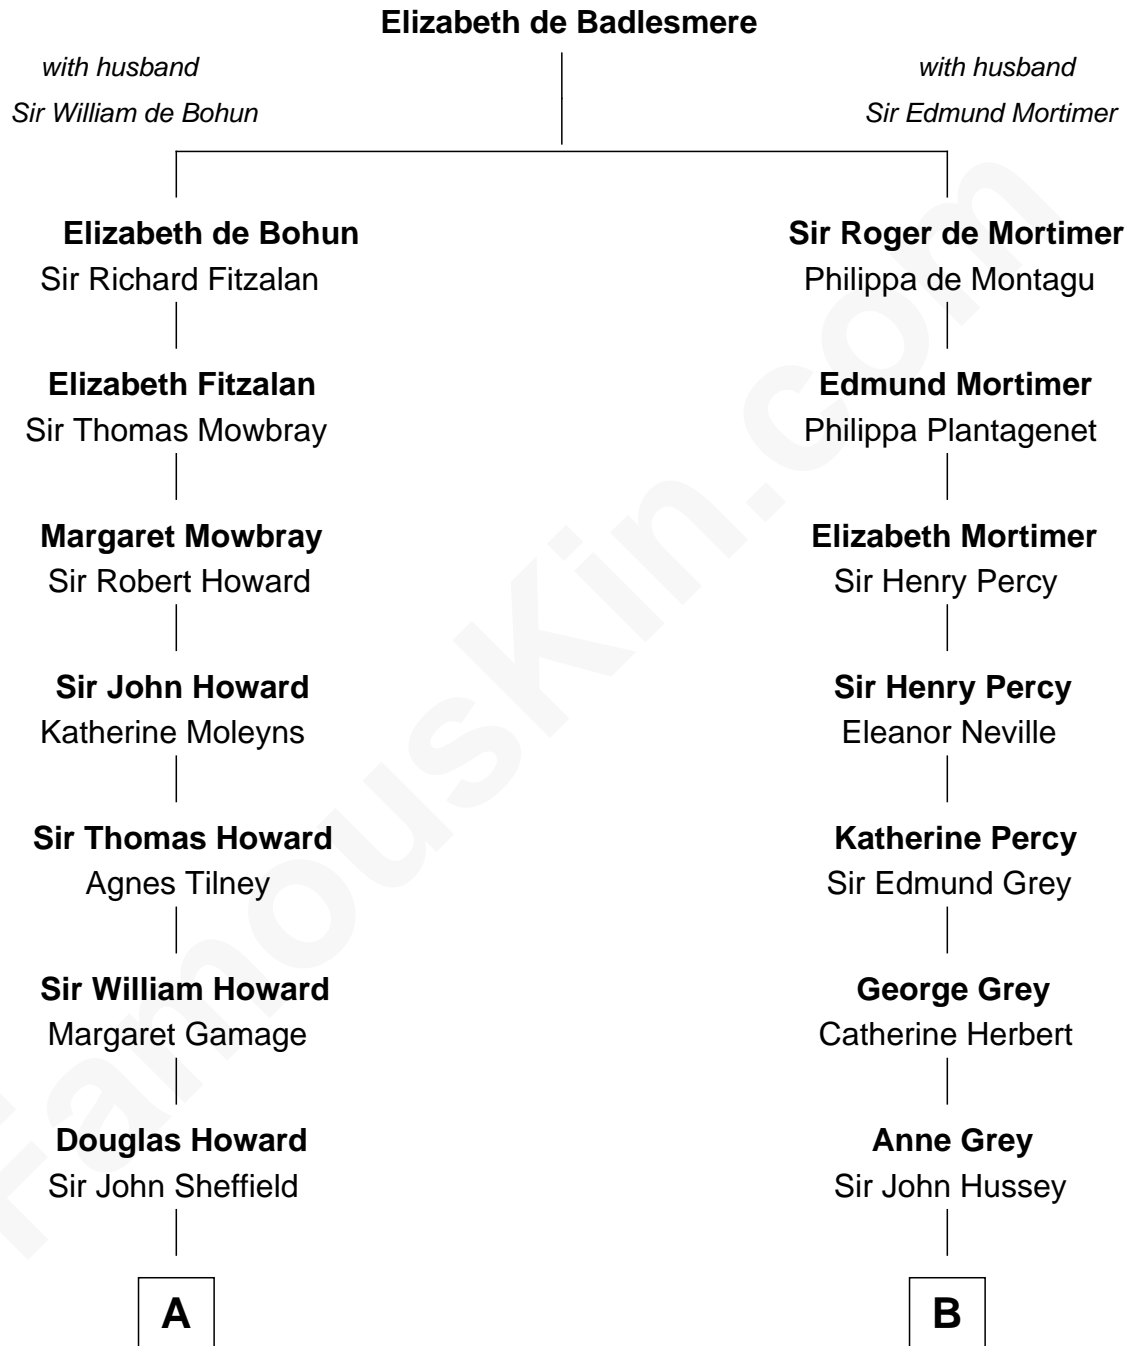 Elizabeth de Badlesmere
with husband
Sir William de Bohun
with husband
Sir Edmund Mortimer
Elizabeth de Bohun
Sir Richard Fitzalan
Sir Roger de Mortimer
Philippa de Montagu
Elizabeth Fitzalan
Sir Thomas Mowbray
Edmund Mortimer
Philippa Plantagenet
Margaret Mowbray
Sir Robert Howard
Elizabeth Mortimer
Sir Henry Percy
Sir John Howard
Katherine Moleyns
Sir Henry Percy
Eleanor Neville
Sir Thomas Howard
Agnes Tilney
Katherine Percy
Sir Edmund Grey
Sir William Howard
Margaret Gamage
George Grey
Catherine Herbert
Douglas Howard
Sir John Sheffield
Anne Grey
Sir John Hussey
A
B
FamousKin.com